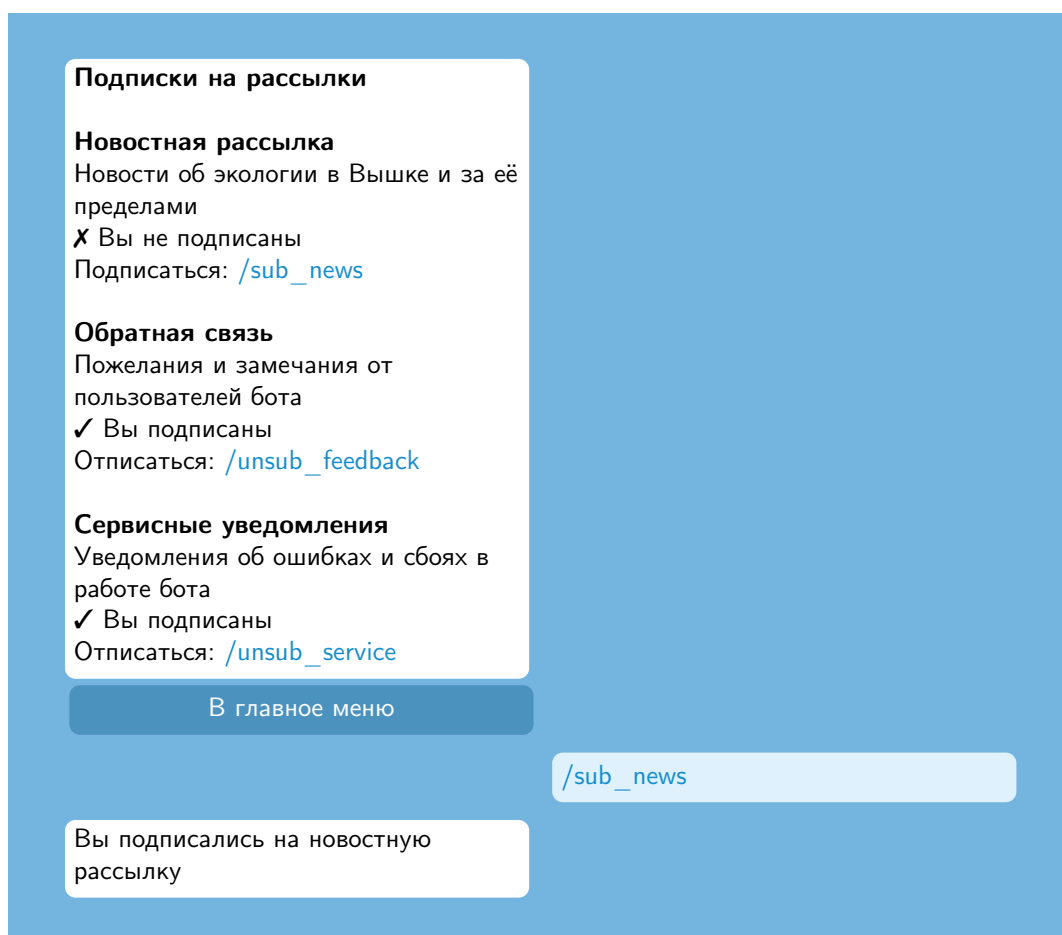 Подписки на рассылки
Новостная рассылка
Новости об экологии в Вышке и за её
пределами
✗ Вы не подписаны
Подписаться: /sub_news
Обратная связь
Пожелания и замечания от
пользователей бота
✓ Вы подписаны
Отписаться: /unsub_feedback
Сервисные уведомления
Уведомления об ошибках и сбоях в
работе бота
✓ Вы подписаны
Отписаться: /unsub_service
В главное меню
/sub_news
Вы подписались на новостную
рассылку